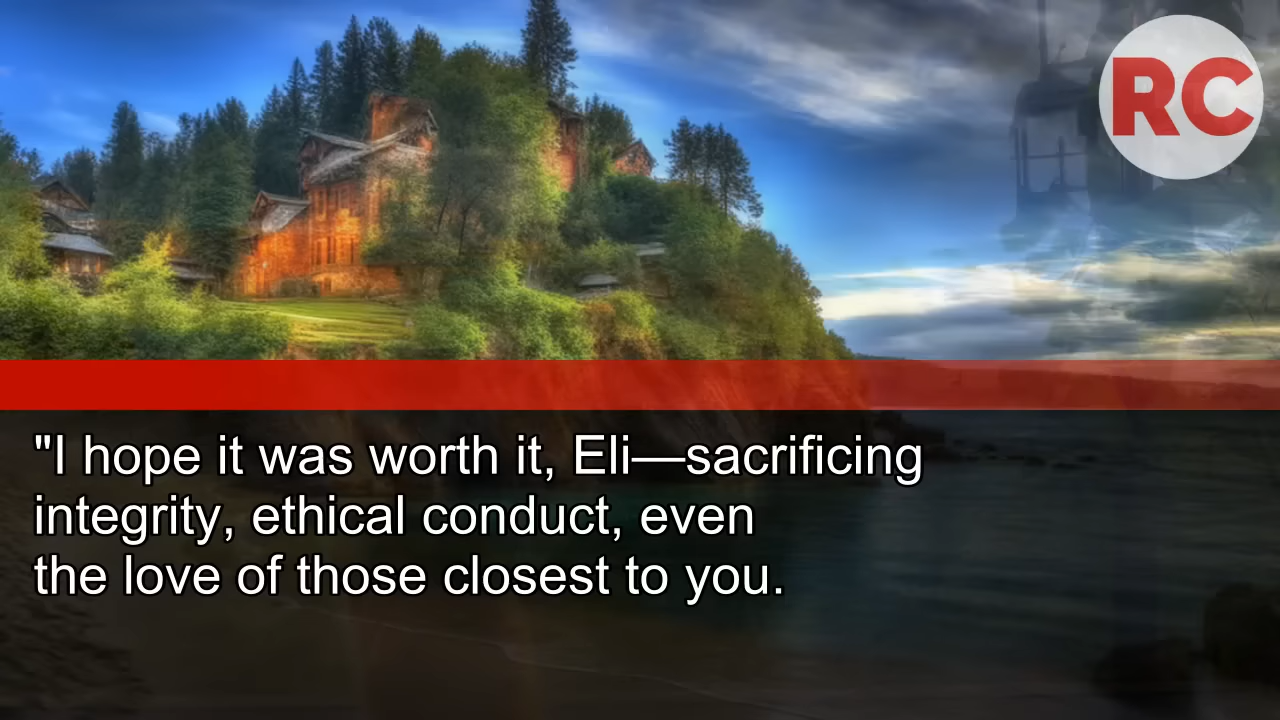 RC
"I hope it was worth it, Eli—sacrificing
integrity, ethical conduct, even
the love of those closest to you.